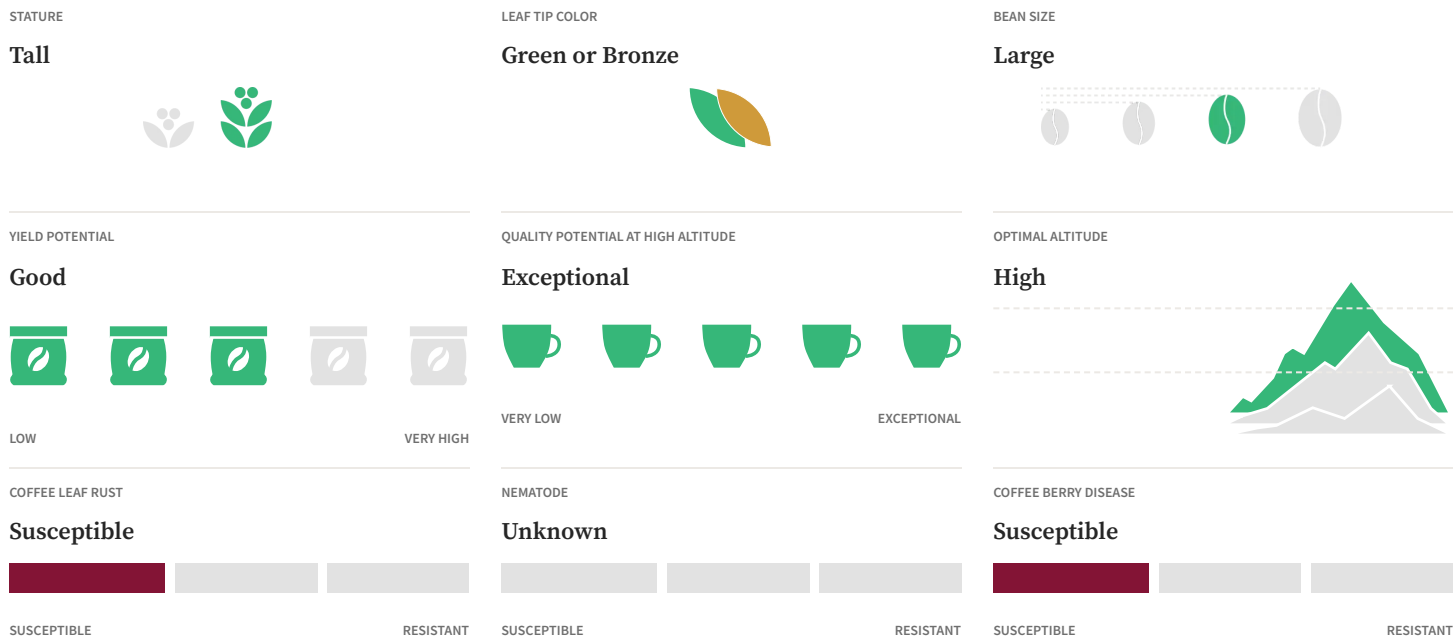 STATURE
Tall
LEAF TIP COLOR
Green or Bronze
BEAN SIZE
Large
YIELD POTENTIAL
Good
LOW
VERY HIGH
QUALITY POTENTIAL AT HIGH ALTITUDE
Exceptional
VERY LOW
EXCEPTIONAL
OPTIMAL ALTITUDE
High
COFFEE LEAF RUST
Susceptible
SUSCEPTIBLE
RESISTANT
NEMATODE
Unknown
SUSCEPTIBLE
RESISTANT
COFFEE BERRY DISEASE
Susceptible
SUSCEPTIBLE
RESISTANT